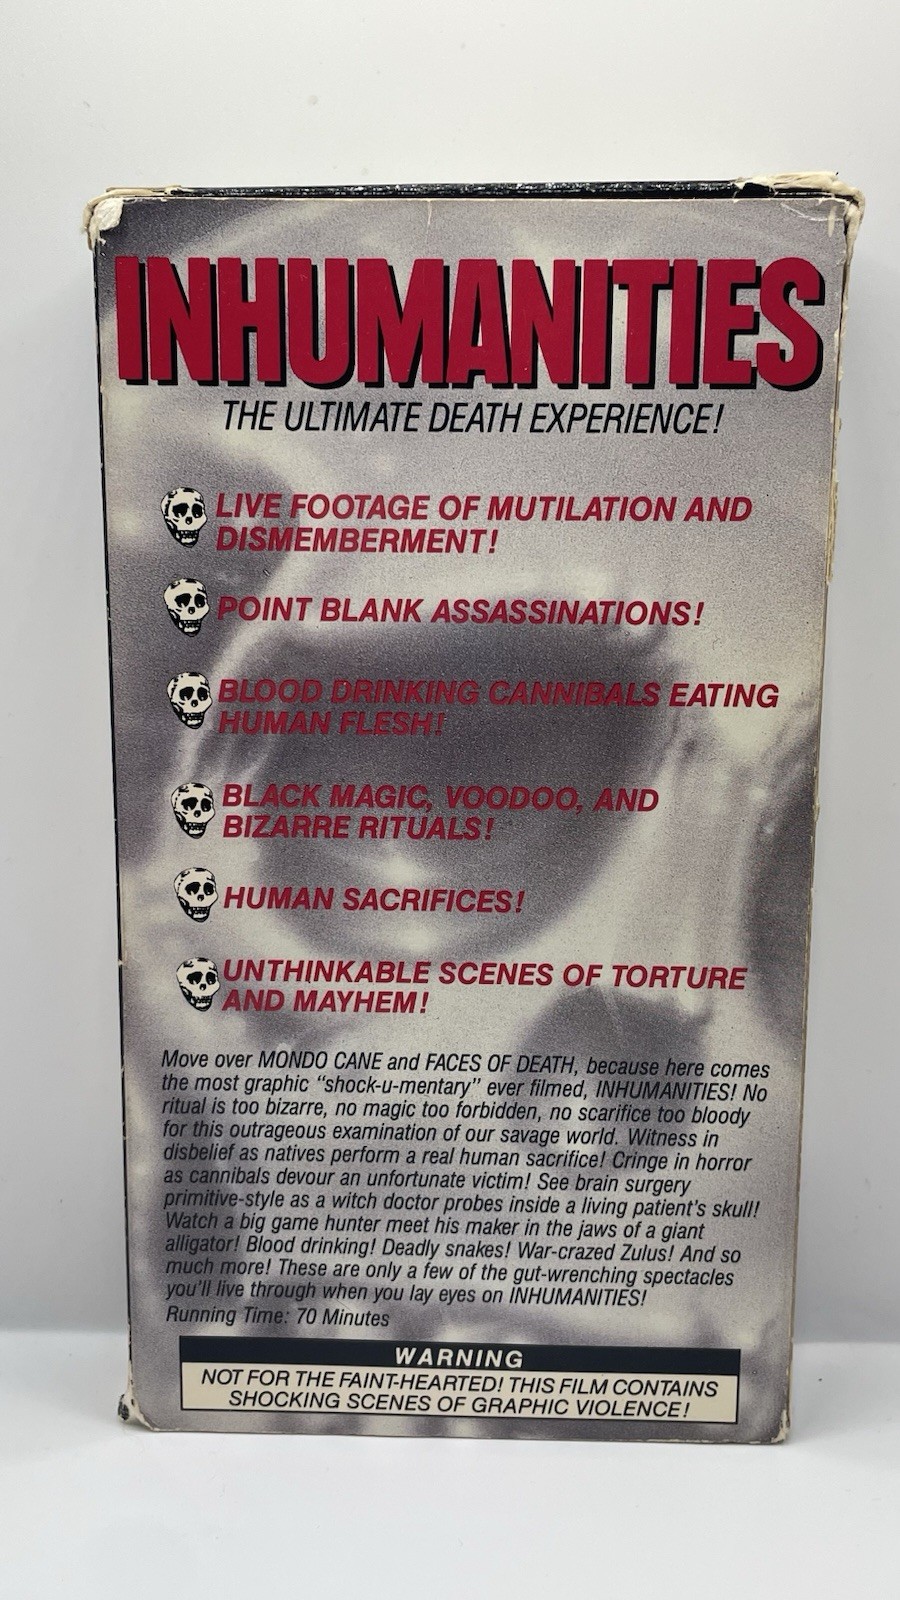 INHUMANITIES
THE ULTIMATE DEATH EXPERIENCE!
LIVE FOOTAGE OF MUTILATION AND
DISMEMBERMENT!
POINT BLANK ASSASSINATIONS!
BLOOD DRINKING CANNIBALS EATING
HUMAN FLESH!
BLACK MAGIC, VOODOO, AND
BIZARRE RITUALS!
HUMAN SACRIFICES!
UNTHINKABLE SCENES OF TORTURE
AND MAYHEM!
Move over MONDO CANE and FACES OF DEATH, because here comes
the most graphic "shock-u-mentary" ever filmed, INHUMANITIES! No
ritual is too bizarre, no magic too forbidden, no scarifice too bloody
for this outrageous examination of our savage world. Witness in
disbelief as natives perform a real human sacrifice! Cringe in horror
as cannibals devour an unfortunate victim! See brain surgery
primitive-style as a witch doctor probes inside a living patient's skull!
Watch a big game hunter meet his maker in the jaws of a giant
alligator! Blood drinking! Deadly snakes! War-crazed Zulus! And so
much more! These are only a few of the gut-wrenching spectacles
you'll live through when you lay eyes on INHUMANITIES!
Running Time: 70 Minutes
WARNING
NOT FOR THE FAINT-HEARTED! THIS FILM CONTAINS
SHOCKING SCENES OF GRAPHIC VIOLENCE!